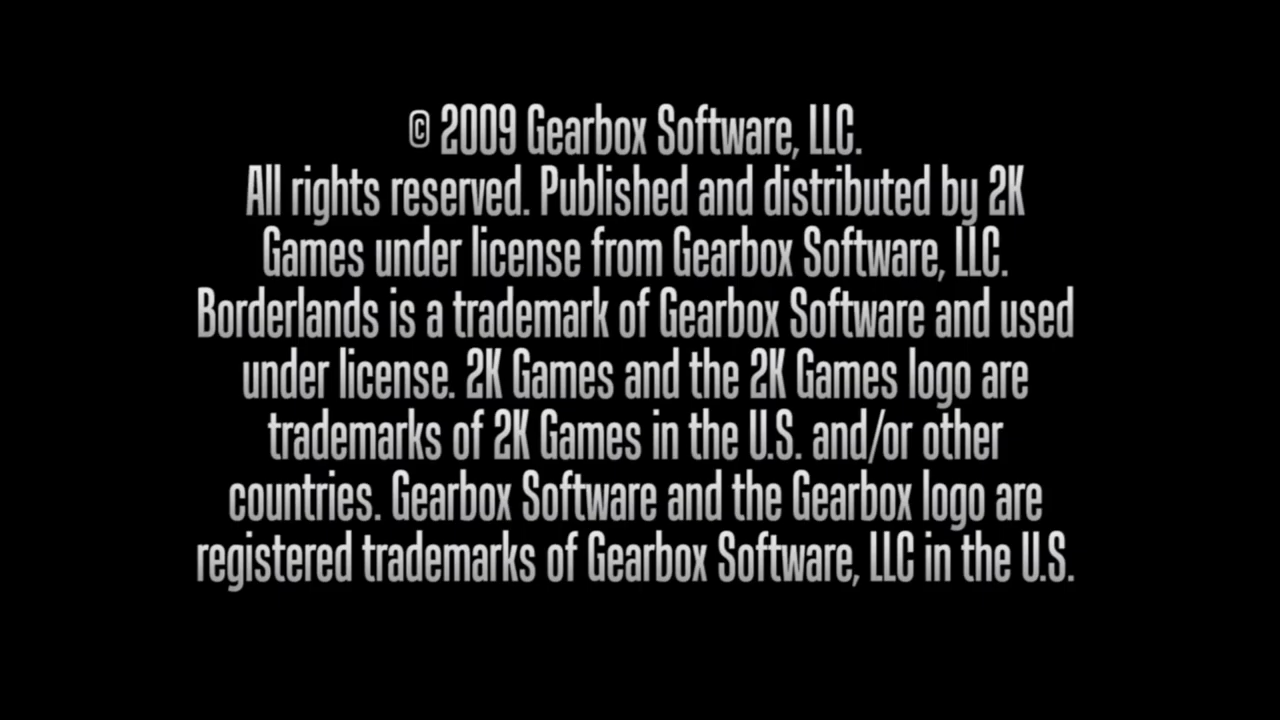 © 2009 Gearbox Software, LLC.
All rights reserved. Published and distributed by 2K
Games under license from Gearbox Software, LLC.
Borderlands is a trademark of Gearbox Software and used
under license. 2K Games and the 2K Games logo are
trademarks of 2K Games in the U.S. and/or other
countries. Gearbox Software and the Gearbox logo are
registered trademarks of Gearbox Software, LLC in the U.S.